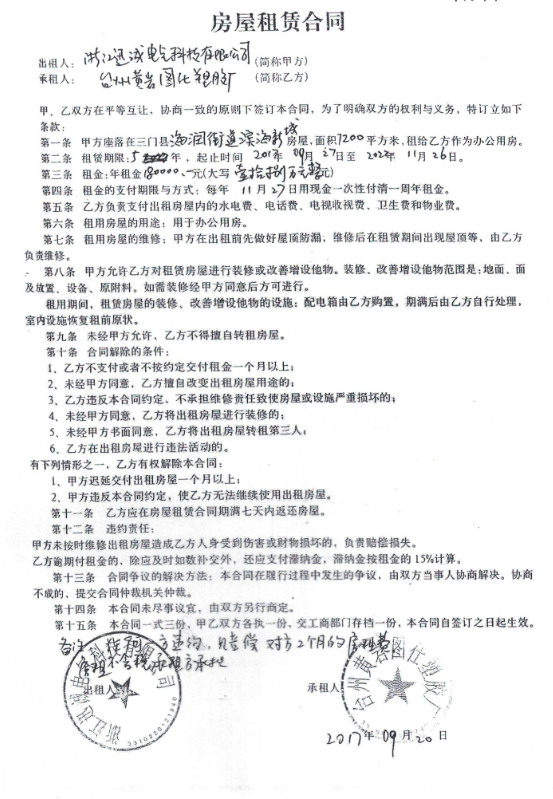 房屋租赁合同
出租人：浙江迅诚电气科技有限公司(简称甲方)
承租人：台州黄岩图仕塑胶厂 (简称乙方)
甲、乙双方在平等互让，协商一致的原则下签订本合同，为了明确双方的权利与义务，特订立如下
条款：
第一条 甲方座落在三门县海润街道滨海新城房屋,面积7200平方米,租给乙方作为办公用房。
第二条 租赁期限:5年，起止时间 2017年09月27日至2022年11月26日。
第三条 租金:年租金180000.元(大写壹拾捌万元整元)
第四条 租金的支付期限与方式：每年 11月27日用现金一次性付清一周年租金。
第五条 乙方负责支付出租房屋内的水电费、电话费、电视收视费、卫生费和物业费。
第六条 租用房屋的用途：用于办公用房。
第七条 租用房屋的维修：甲方在出租前先做好屋顶防漏，维修后在租赁期间出现屋顶等，由乙方
负责维修。
第八条 甲方允许乙方对租赁房屋进行装修或改善增设他物。装修、改善增设他物范围是:地面、面
及放置、设备、原附料。如需装修经甲方同意后方可进行。
租用期间，租赁房屋的装修、改善增设他物的设施：配电箱由乙方购置，期满后由乙方自行处理，
室内设施恢复租前原状。
第九条 未经甲方允许，乙方不得擅自转租房屋。
第十条 合同解除的条件：
1、乙方不支付或者不按约定交付租金一个月以上；
2、未经甲方同意，乙方擅自改变出租房屋用途的；
3、乙方违反本合同约定，不承担维修责任致使房屋或设施严重损坏的；
4、未经甲方同意，乙方将出租房屋进行装修的；
5、未经甲方书面同意，乙方将出租房屋转租第三人；
6、乙方在出租房屋进行违法活动的。
有下列情形之一，乙方有权解除本合同：
1、甲方迟延交付出租房屋一个月以上；
2、甲方违反本合同约定，使乙方无法继续使用出租房屋。
第十一条 乙方应在房屋租赁合同期满七天内返还房屋。
第十二条 违约责任：
甲方未按时维修出租房屋造成乙方人身受到伤害或财物损坏的，负责赔偿损失。
乙方逾期付租金的，除应及时如数补交外，还应支付滞纳金，滞纳金按租金的15%计算。
第十三条 合同争议的解决方法：本合同在履行过程中发生的争议，由双方当事人协商解决。协商
不成的，提交合同仲裁机关仲裁。
第十四条 本合同未尽事议宜，由双方另行商定。
第十五条 本合同一式三份，甲乙双方各执一份，交工商部门存档一份，本合同自签订之日起生效。
备注 方违约，赔偿对方2个月的房租费,
房租不含税 租方承担
出租人
浙江迅诚电气科技有限公司
承租人：
台州黄岩图仕塑胶厂
2017年09月20日